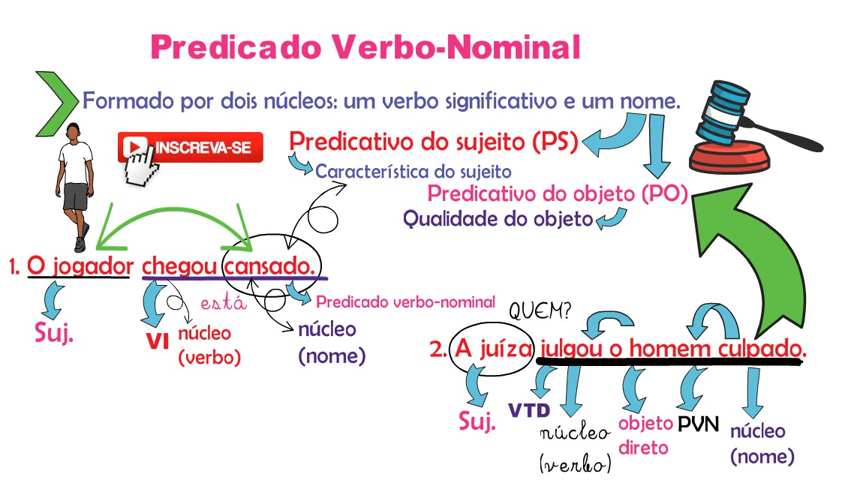 Predicado Verbo-Nominal
Formado por dois núcleos: um verbo significativo e um nome.
INSCREVA-SE
Predicativo do sujeito (PS)
Característica do sujeito
Predicativo do objeto (PO)
Qualidade do objeto
1. O jogador chegou cansado.
está
Predicado verbo-nominal
Suj.
VI
núcleo
(verbo)
núcleo
(nome)
QUEM?
2. A juíza julgou o homem culpado.
Suj.
VTD
núcleo
(verbo)
objeto
direto
PVN
núcleo
(nome)